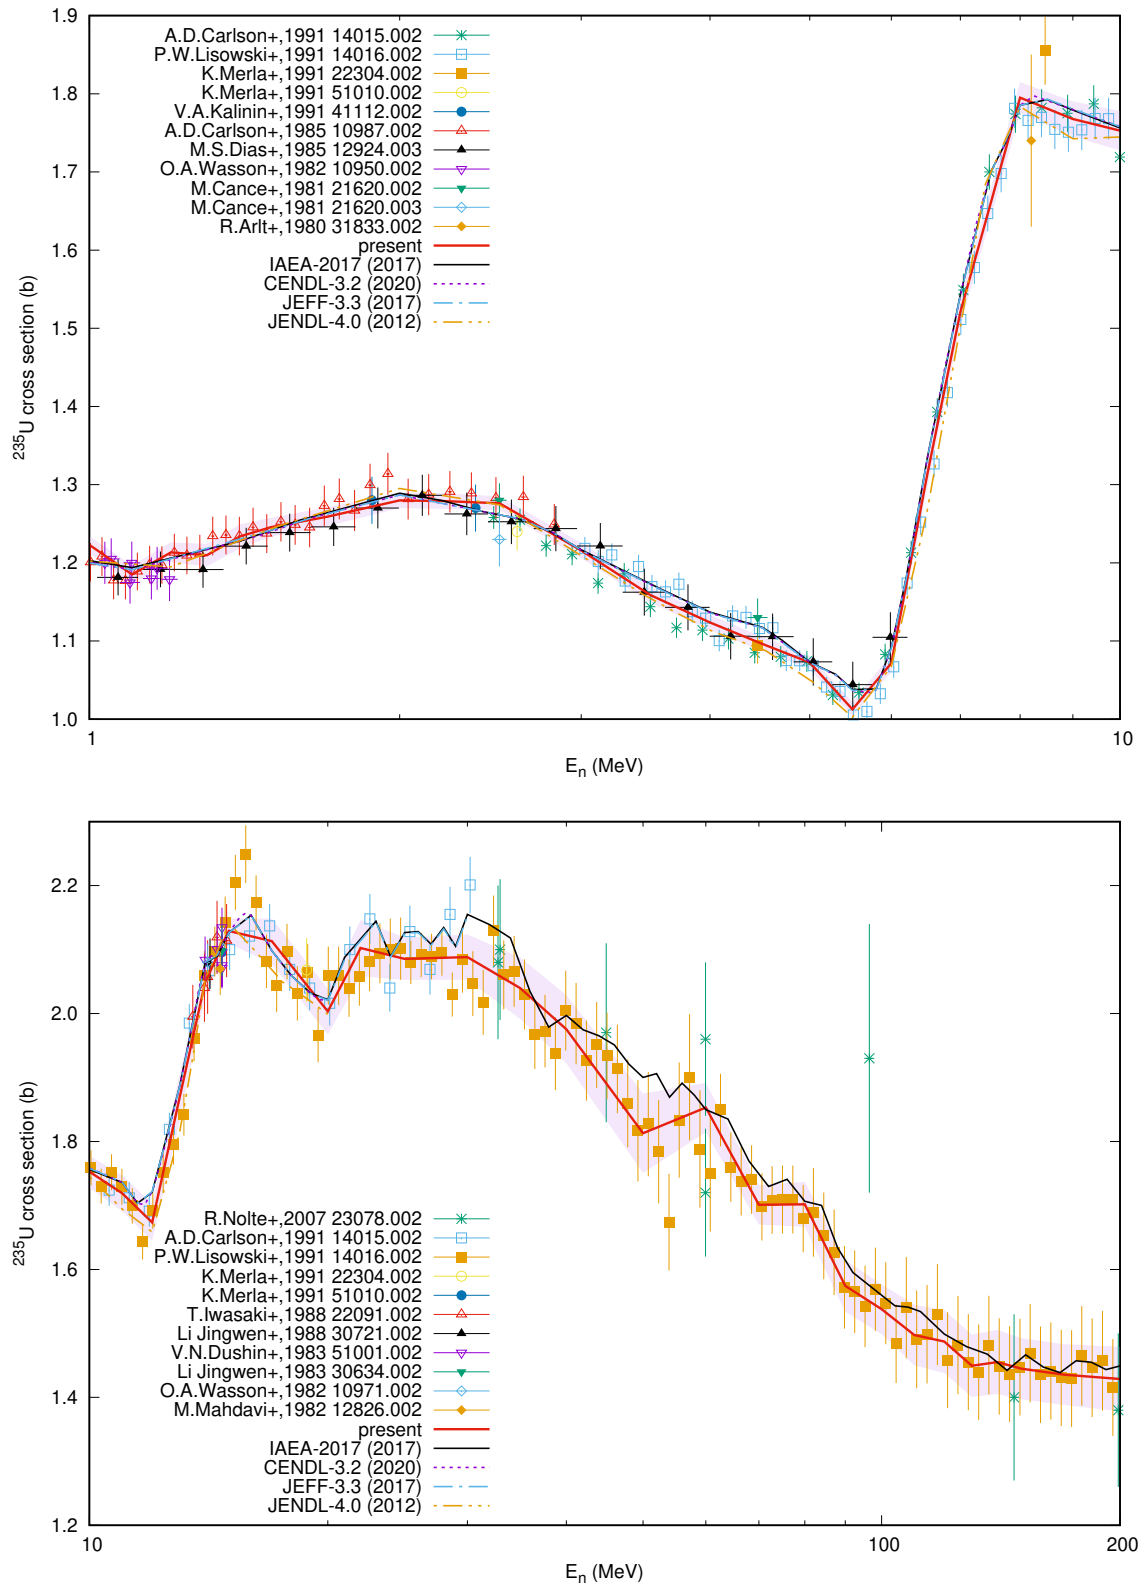 1.9
1.8
1.7
1.6
1.5
1.4
1.3
1.2
1.1
1.0
²³⁵U cross section (b)
A.D.Carlson+,1991 14015.002
P.W.Lisowski+,1991 14016.002
K.Merla+,1991 22304.002
K.Merla+,1991 51010.002
V.A.Kalinin+,1991 41112.002
A.D.Carlson+,1985 10987.002
M.S.Dias+,1985 12924.003
O.A.Wasson+,1982 10950.002
M.Cance+,1981 21620.002
M.Cance+,1981 21620.003
R.Arlt+,1980 31833.002
present
IAEA-2017 (2017)
CENDL-3.2 (2020)
JEFF-3.3 (2017)
JENDL-4.0 (2012)
1 10
Eₙ (MeV)
2.2
2.0
1.8
1.6
1.4
1.2
²³⁵U cross section (b)
R.Nolte+,2007 23078.002
A.D.Carlson+,1991 14015.002
P.W.Lisowski+,1991 14016.002
K.Merla+,1991 22304.002
K.Merla+,1991 51010.002
T.Iwasaki+,1988 22091.002
Li Jingwen+,1988 30721.002
V.N.Dushin+,1983 51001.002
Li Jingwen+,1983 30634.002
O.A.Wasson+,1982 10971.002
M.Mahdavi+,1982 12826.002
present
IAEA-2017 (2017)
CENDL-3.2 (2020)
JEFF-3.3 (2017)
JENDL-4.0 (2012)
10 100 200
Eₙ (MeV)